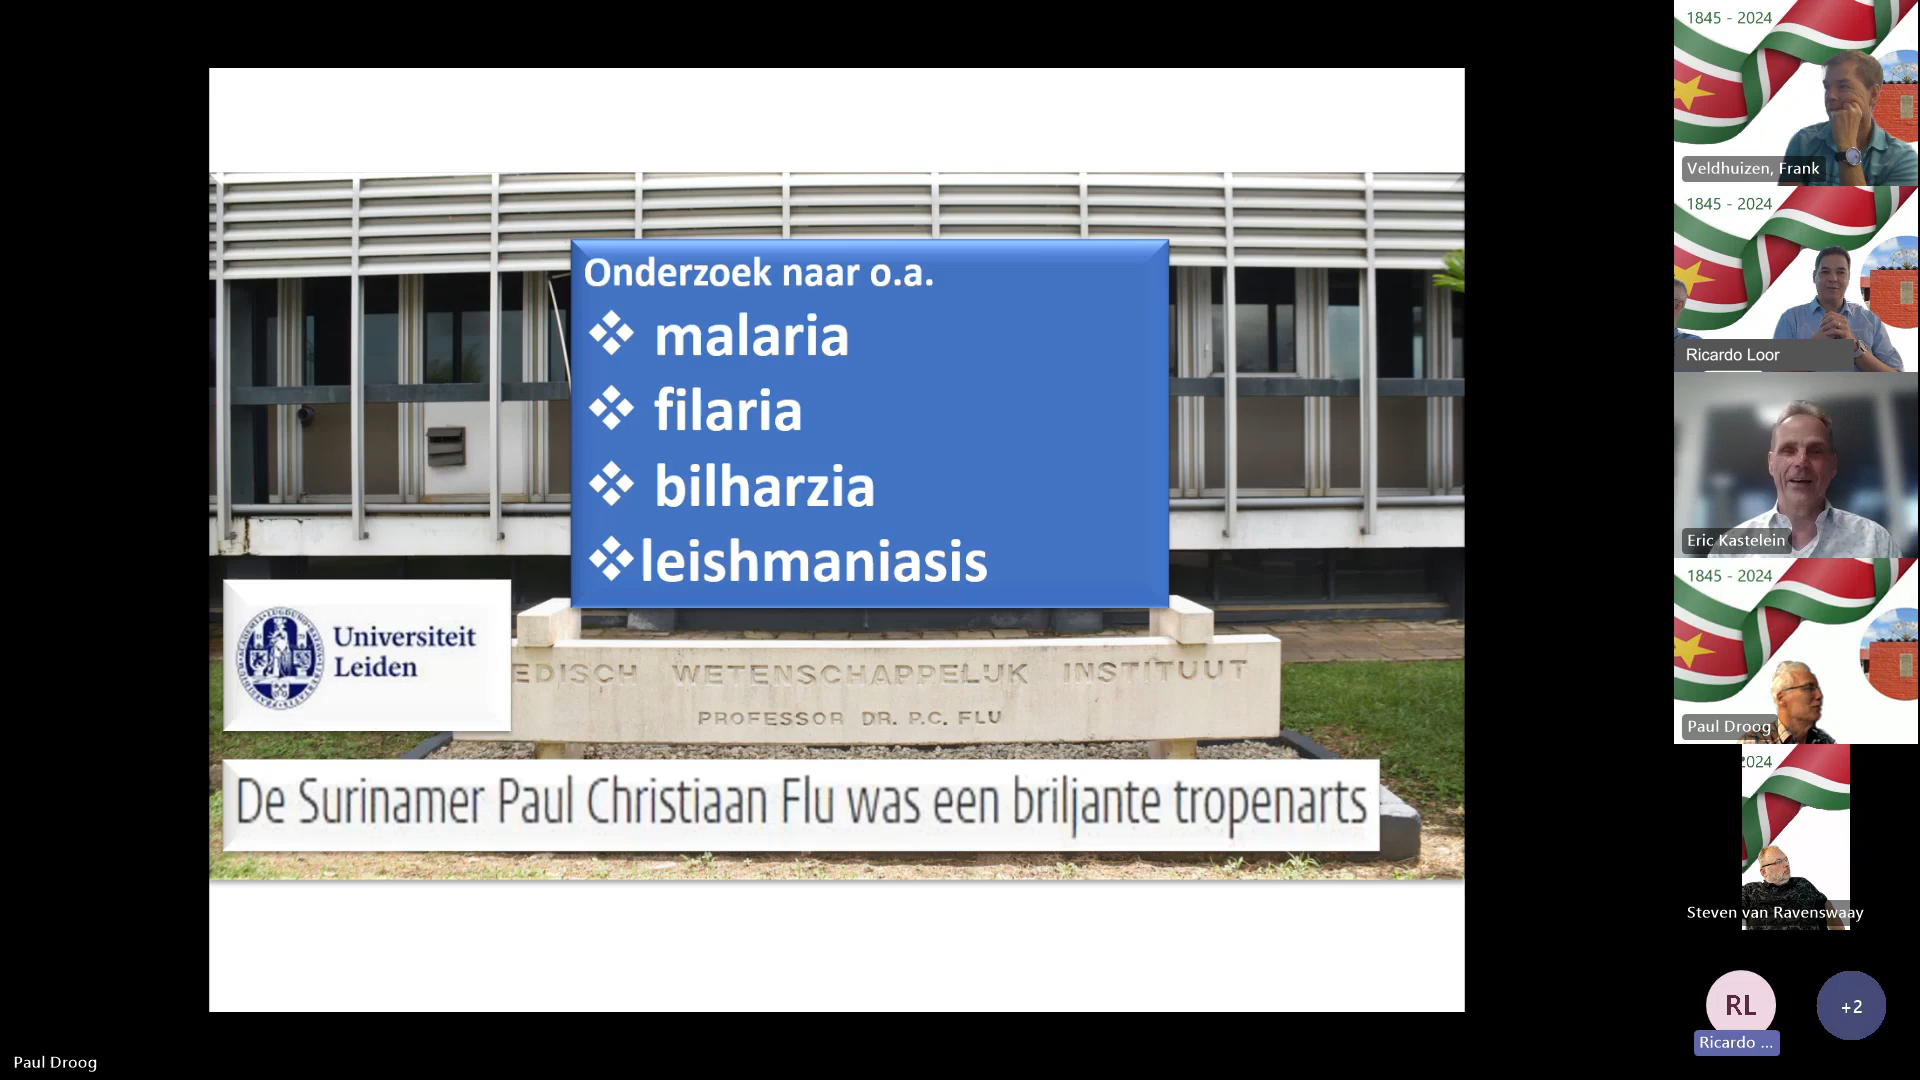 Onderzoek naar o.a.
malaria
filaria
bilharzia
leishmaniasis
Universiteit
Leiden
EDISCH WETENSCHAPPELIJK INSTITUUT
PROFESSOR DR. P.C. FLU
De Surinamer Paul Christiaan Flu was een briljante tropenarts
Paul Droog
1845 - 2024
Veldhuizen, Frank
1845 - 2024
Ricardo Loor
Eric Kastelein
1845 - 2024
Paul Droog
2024
Steven van Ravenswaay
RL
Ricardo ...
+2